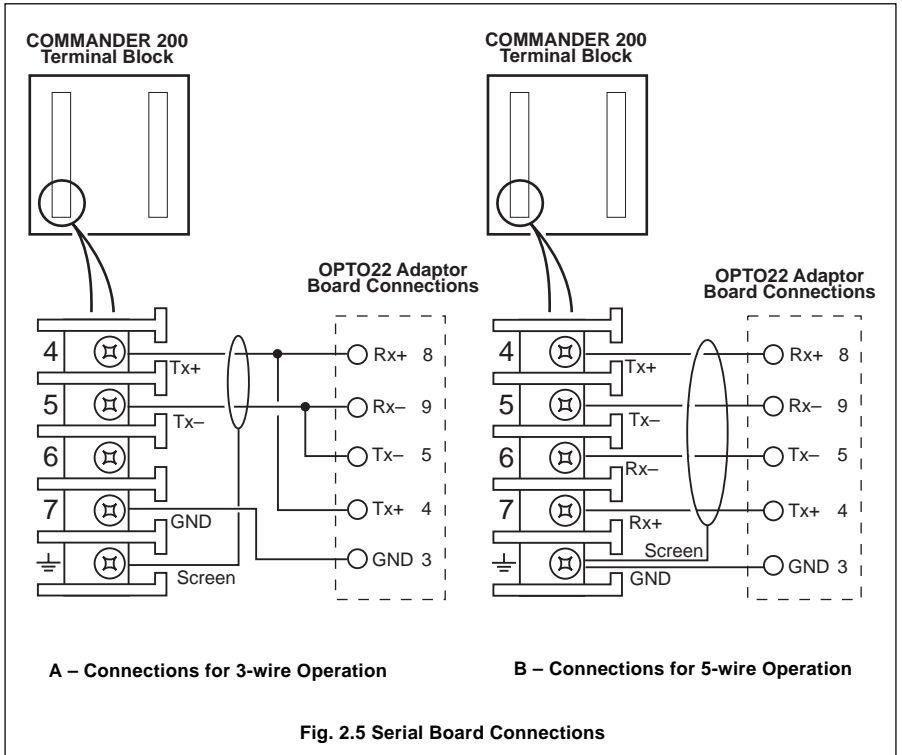 COMMANDER 200
Terminal Block
OPTO22 Adaptor
Board Connections
4
Tx+
Rx+ 8
5
Tx–
Rx– 9
6
Tx– 5
7
GND
Tx+ 4
Screen
GND 3
A – Connections for 3-wire Operation
COMMANDER 200
Terminal Block
OPTO22 Adaptor
Board Connections
4
Tx+
Rx+ 8
5
Tx–
Rx– 9
6
Rx–
Tx– 5
7
Rx+
Tx+ 4
Screen
GND
GND 3
B – Connections for 5-wire Operation
Fig. 2.5 Serial Board Connections